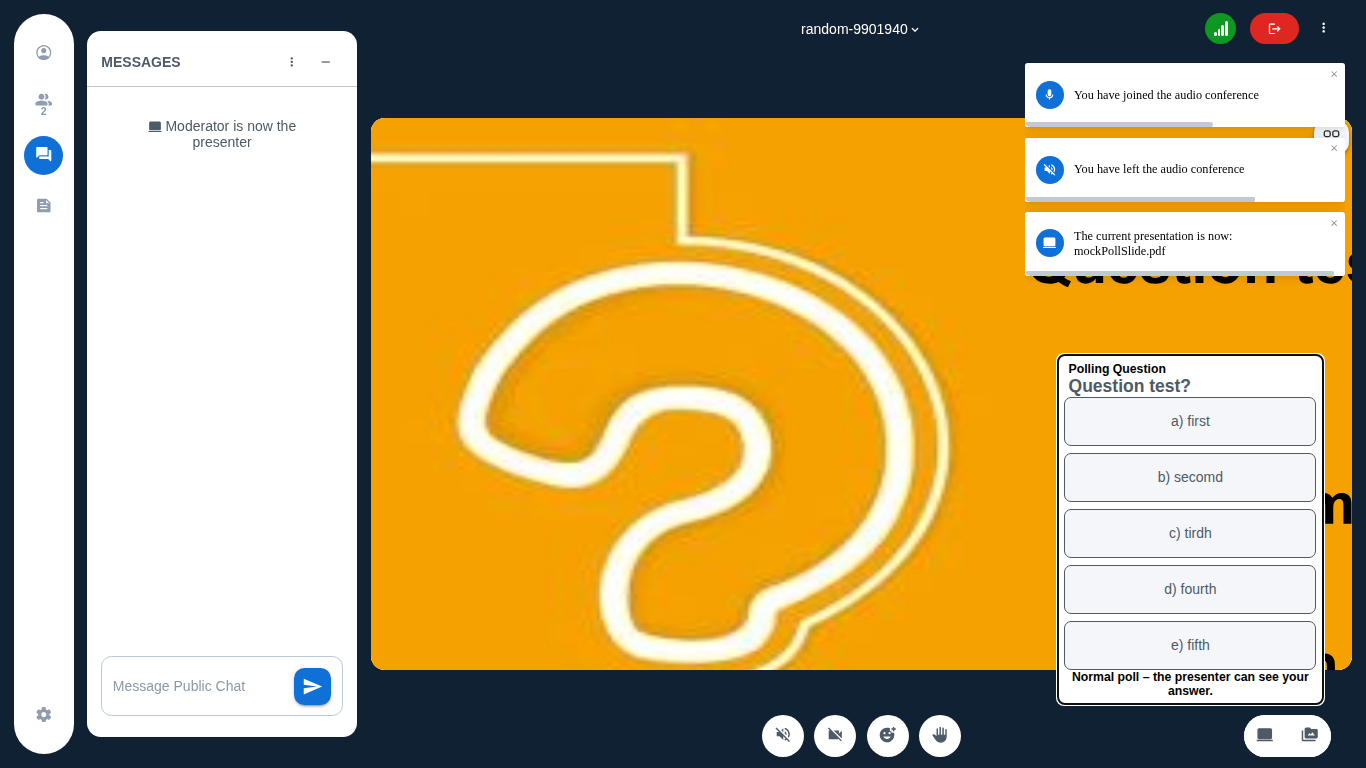 random-9901940
2
MESSAGES
Moderator is now the
presenter
Message Public Chat
You have joined the audio conference
You have left the audio conference
The current presentation is now:
mockPollSlide.pdf
Polling Question
Question test?
a) first
b) secomd
c) tirdh
d) fourth
e) fifth
Normal poll – the presenter can see your
answer.